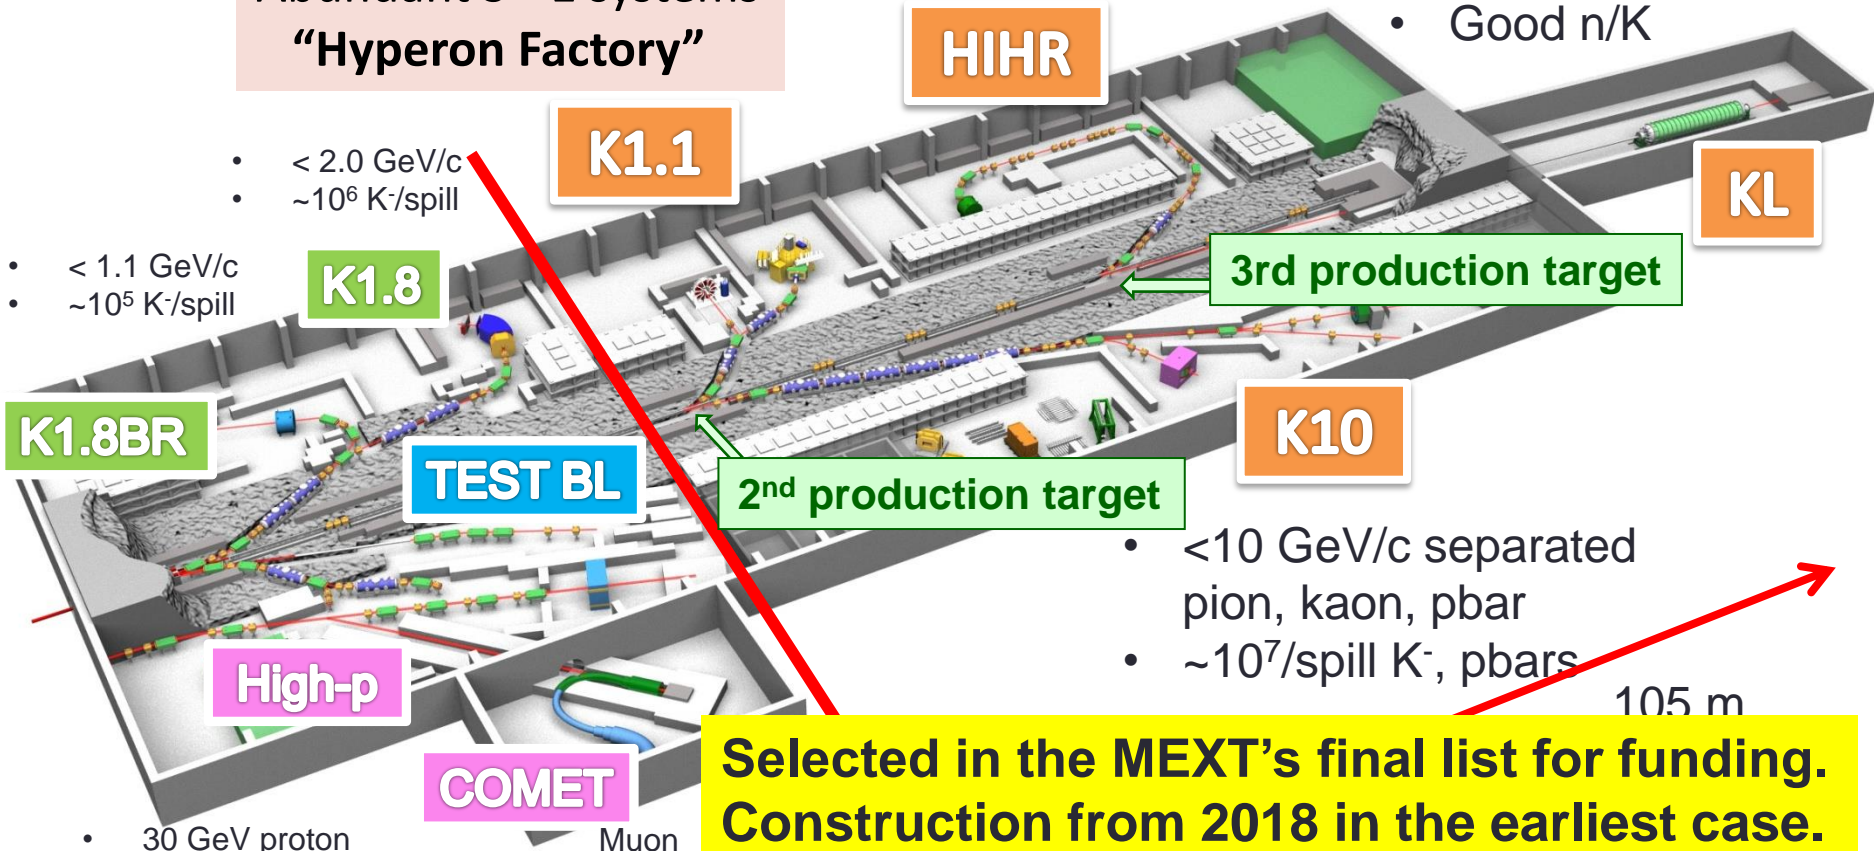 “Hyperon Factory”
• Good n/K
HIHR
K1.1
• < 2.0 GeV/c
• ~10⁶ K⁻/spill
KL
• < 1.1 GeV/c
• ~10⁵ K⁻/spill
K1.8
3rd production target
K1.8BR
K10
TEST BL
2ⁿᵈ production target
• <10 GeV/c separated
pion, kaon, pbar
• ~10⁷/spill K⁻, pbars
High-p
105 m
COMET
Selected in the MEXT’s final list for funding.
Construction from 2018 in the earliest case.
• 30 GeV proton
Muon